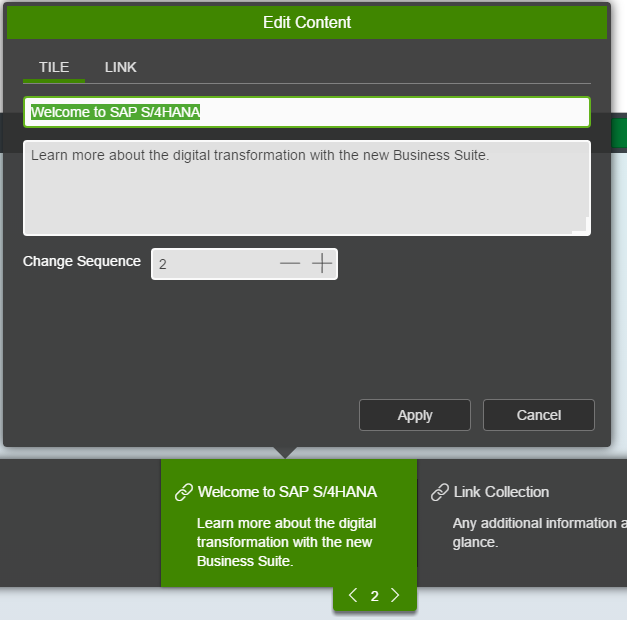 Edit Content
TILE LINK
Welcome to SAP S/4HANA
Learn more about the digital transformation with the new Business Suite.
Change Sequence 2
Apply Cancel
Welcome to SAP S/4HANA
Learn more about the digital
transformation with the new
Business Suite.
2
Link Collection
Any additional information a
glance.